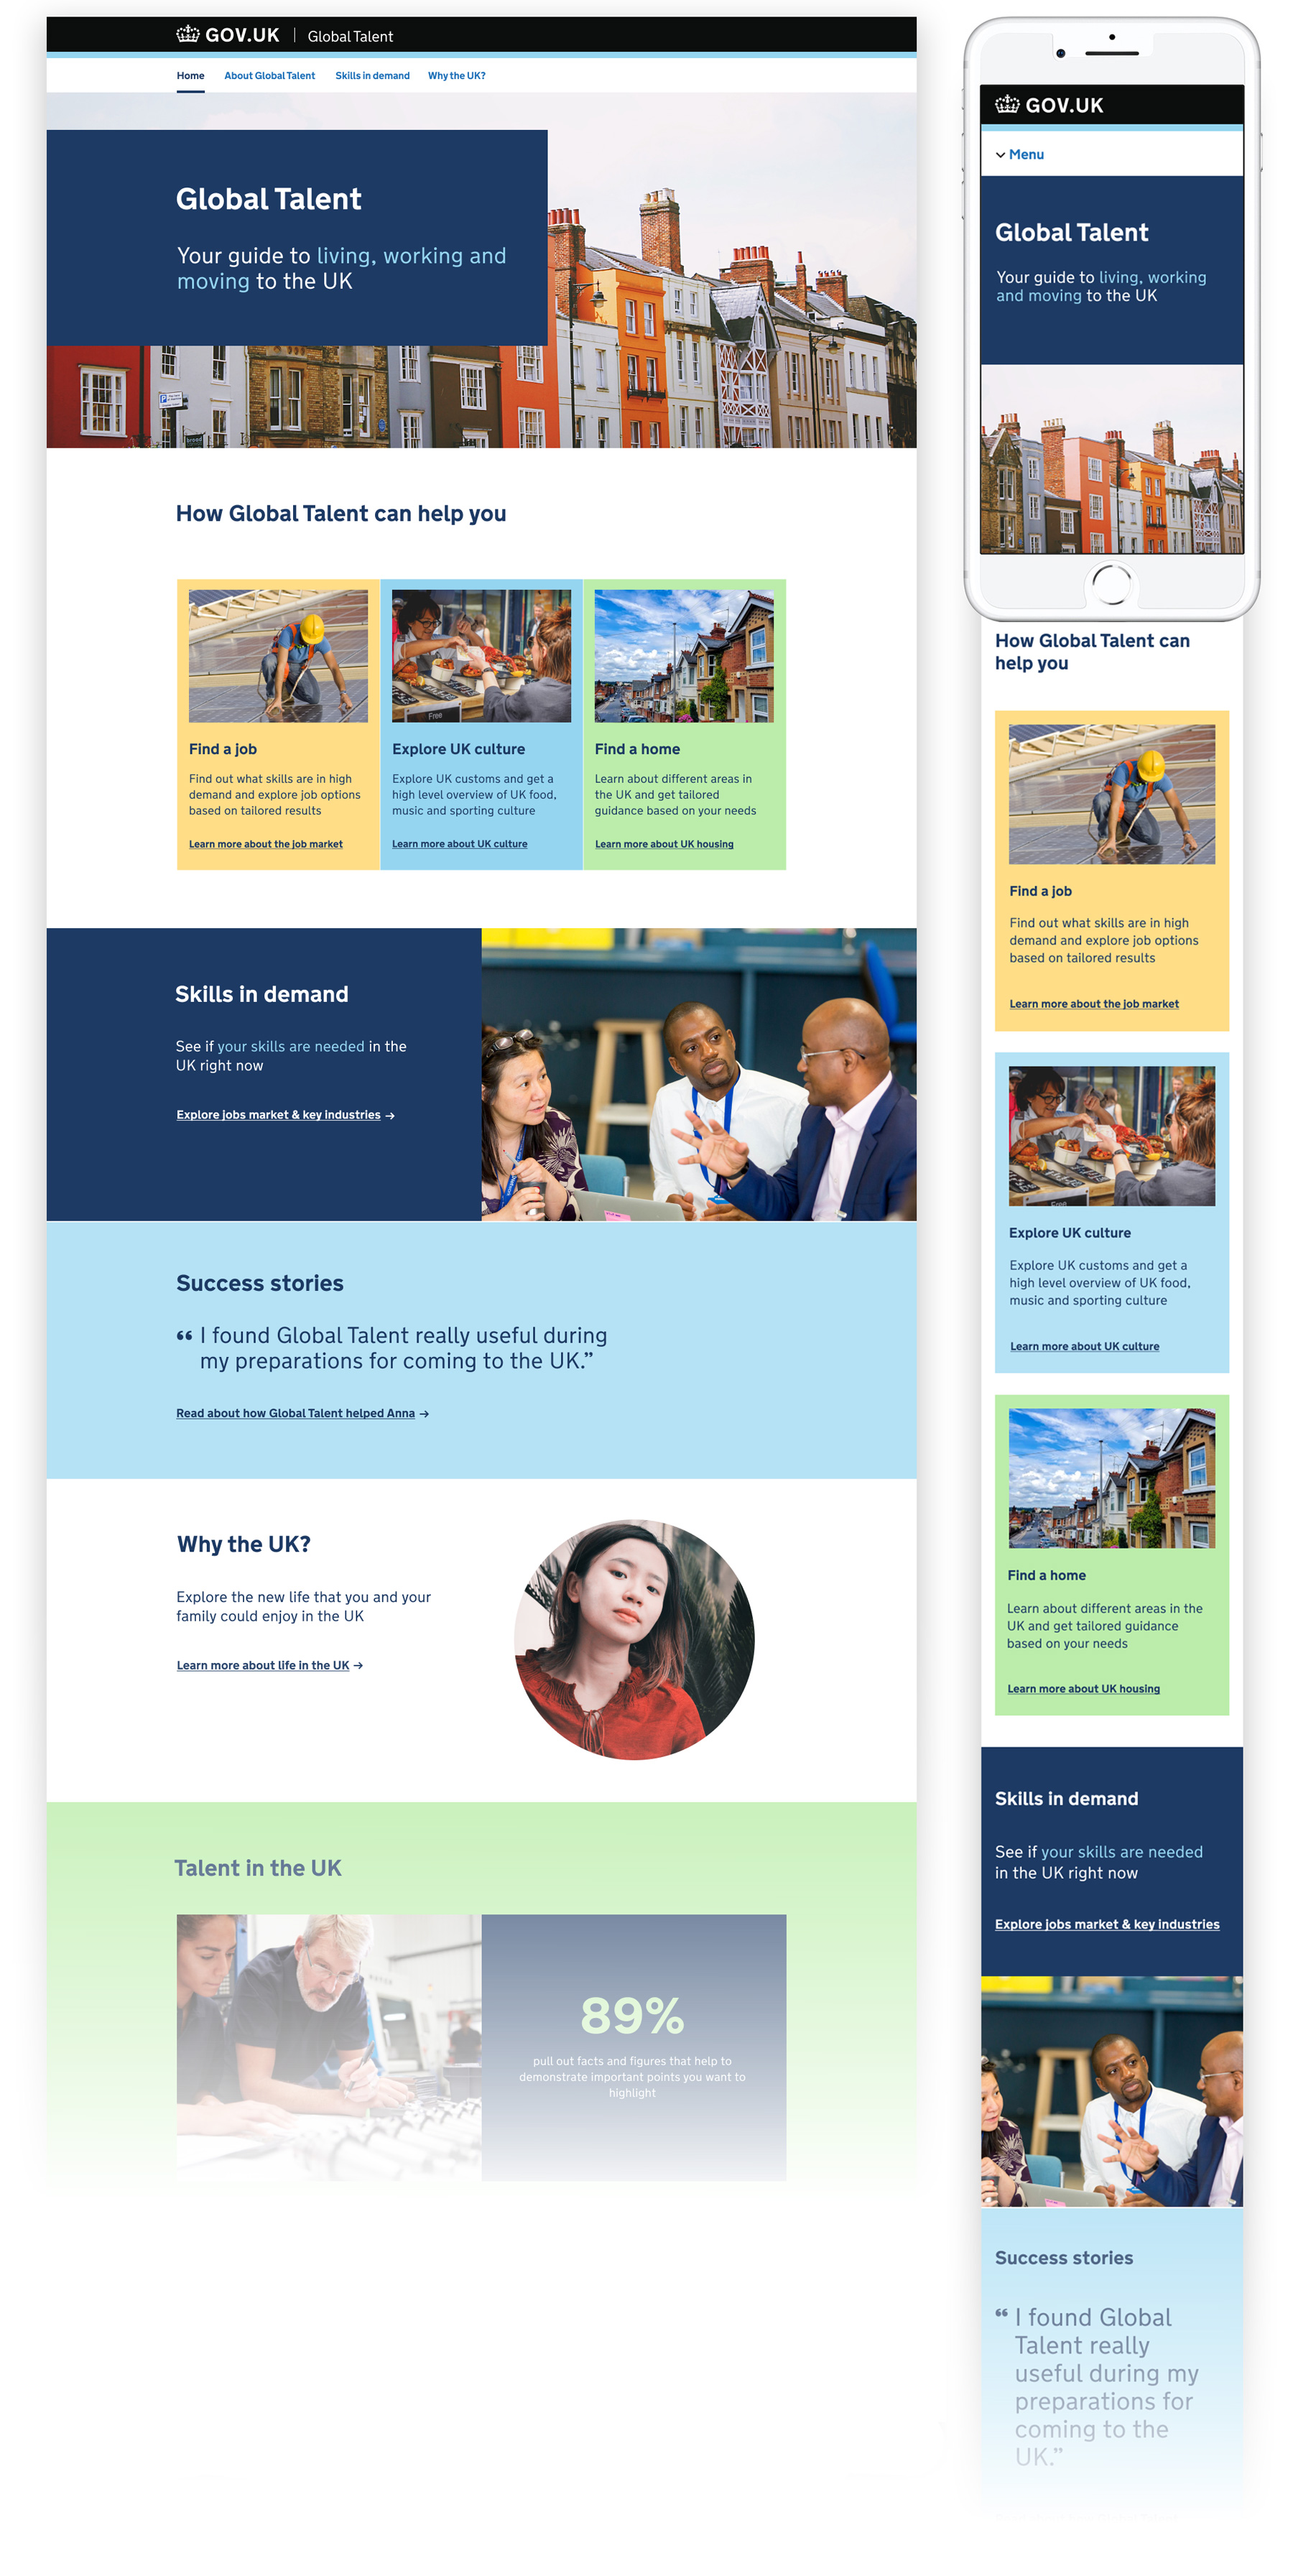 GOV.UK | Global Talent
Home About Global Talent Skills in demand Why the UK?
Global Talent
Your guide to living, working and
moving to the UK
How Global Talent can help you
Free
Find a job
Find out what skills are in high
demand and explore job options
based on tailored results
Learn more about the job market
Explore UK culture
Explore UK customs and get a
high level overview of UK food,
music and sporting culture
Learn more about UK culture
Find a home
Learn about different areas in
the UK and get tailored
guidance based on your needs
Learn more about UK housing
Skills in demand
See if your skills are needed in the
UK right now
Explore jobs market & key industries →
Success stories
“ I found Global Talent really useful during
my preparations for coming to the UK.”
Read about how Global Talent helped Anna →
Why the UK?
Explore the new life that you and your
family could enjoy in the UK
Learn more about life in the UK →
Talent in the UK
89%
pull out facts and figures that help to
demonstrate important points you want to
highlight
GOV.UK
Menu
Global Talent
Your guide to living, working
and moving to the UK
How Global Talent can
help you
Find a job
Find out what skills are in high
demand and explore job options
based on tailored results
Learn more about the job market
Free
Explore UK culture
Explore UK customs and get a
high level overview of UK food,
music and sporting culture
Learn more about UK culture
Find a home
Learn about different areas in the
UK and get tailored guidance
based on your needs
Learn more about UK housing
Skills in demand
See if your skills are needed
in the UK right now
Explore jobs market & key industries
Success stories
“ I found Global
Talent really
useful during my
preparations for
coming to the
UK.”